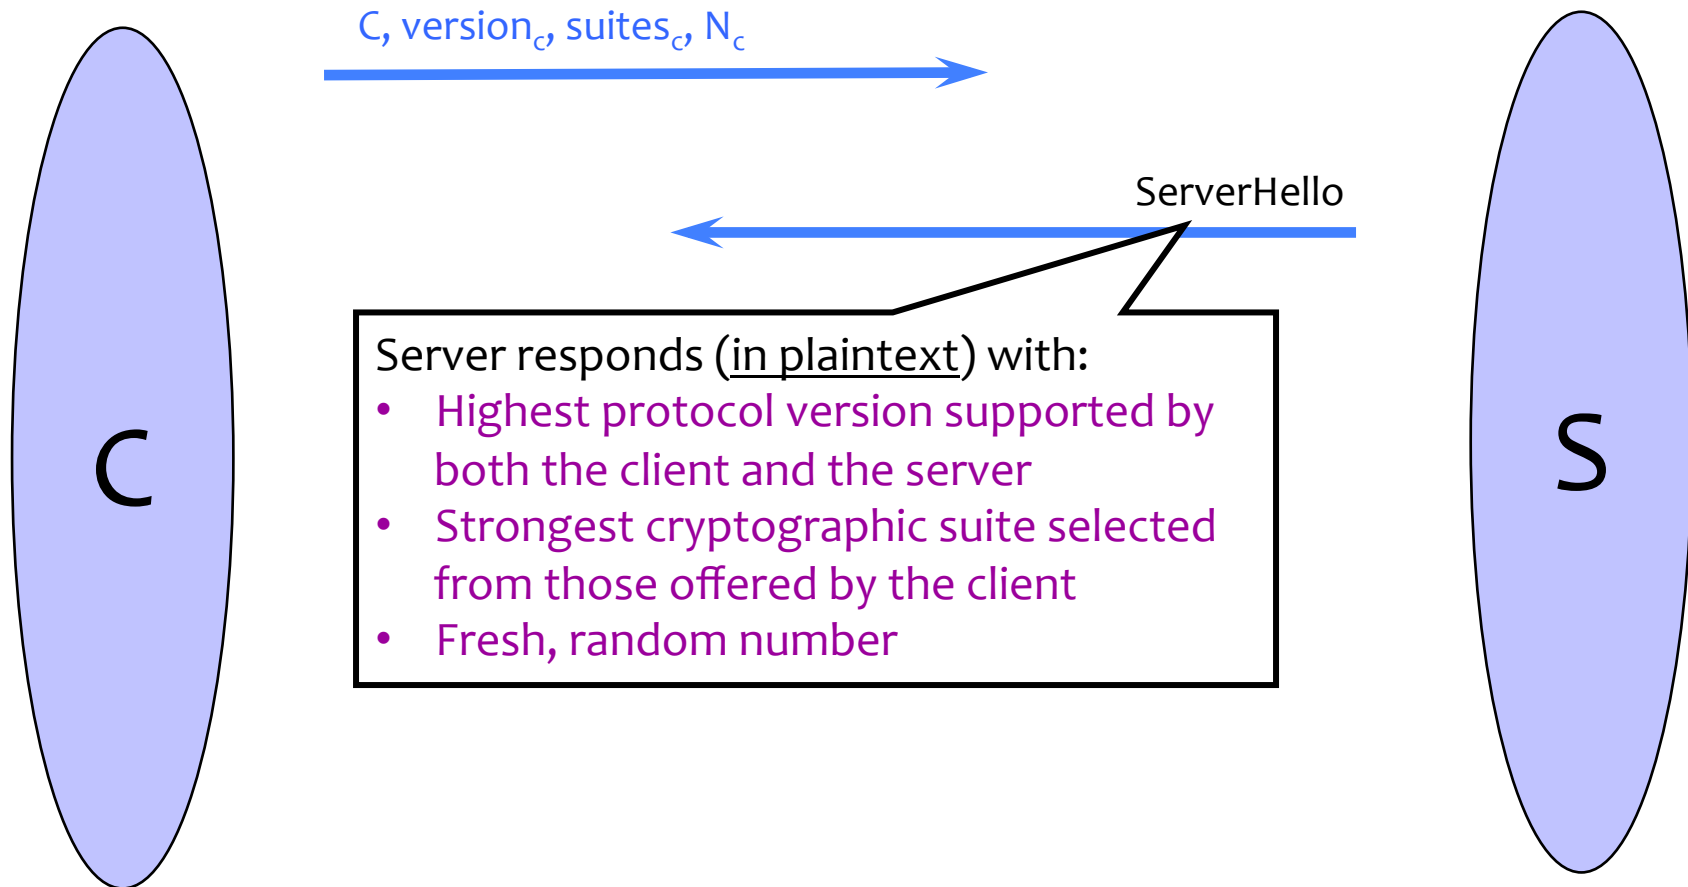 C, version_c, suites_c, N_c
ServerHello
Server responds (in plaintext) with:
• Highest protocol version supported by
both the client and the server
• Strongest cryptographic suite selected
from those offered by the client
• Fresh, random number
C
S